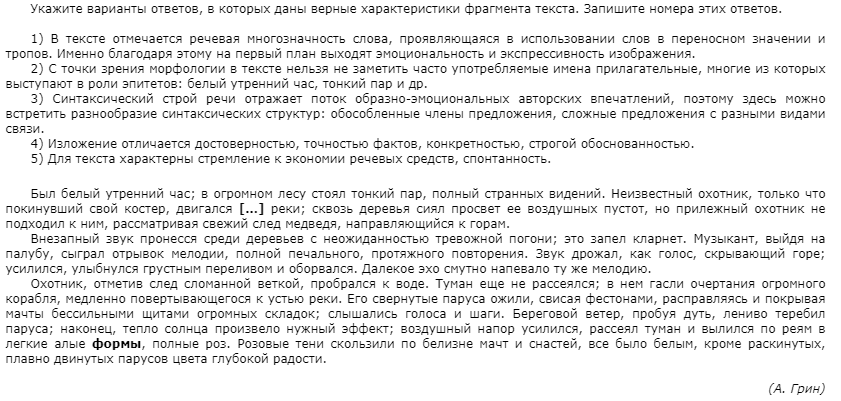 Укажите варианты ответов, в которых даны верные характеристики фрагмента текста. Запишите номера этих ответов.
1) В тексте отмечается речевая многозначность слова, проявляющаяся в использовании слов в переносном значении и
тропов. Именно благодаря этому на первый план выходят эмоциональность и экспрессивность изображения.
2) С точки зрения морфологии в тексте нельзя не заметить часто употребляемые имена прилагательные, многие из которых
выступают в роли эпитетов: белый утренний час, тонкий пар и др.
3) Синтаксический строй речи отражает поток образно-эмоциональных авторских впечатлений, поэтому здесь можно
встретить разнообразие синтаксических структур: обособленные члены предложения, сложные предложения с разными видами
связи.
4) Изложение отличается достоверностью, точностью фактов, конкретностью, строгой обоснованностью.
5) Для текста характерны стремление к экономии речевых средств, спонтанность.
Был белый утренний час; в огромном лесу стоял тонкий пар, полный странных видений. Неизвестный охотник, только что
покинувший свой костер, двигался [...] реки; сквозь деревья сиял просвет ее воздушных пустот, но прилежный охотник не
подходил к ним, рассматривая свежий след медведя, направляющийся к горам.
Внезапный звук пронесся среди деревьев с неожиданностью тревожной погони; это запел кларнет. Музыкант, выйдя на
палубу, сыграл отрывок мелодии, полной печального, протяжного повторения. Звук дрожал, как голос, скрывающий горе;
усилился, улыбнулся грустным переливом и оборвался. Далекое эхо смутно напевало ту же мелодию.
Охотник, отметив след сломанной веткой, пробрался к воде. Туман еще не рассеялся; в нем гасли очертания огромного
корабля, медленно повертывающегося к устью реки. Его свернутые паруса ожили, свисая фестонами, расправляясь и покрывая
мачты бессильными щитами огромных складок; слышались голоса и шаги. Береговой ветер, пробуя дуть, лениво теребил
паруса; наконец, тепло солнца произвело нужный эффект; воздушный напор усилился, рассеял туман и вылился по реям в
легкие алые формы, полные роз. Розовые тени скользили по белизне мачт и снастей, все было белым, кроме раскинутых,
плавно двинутых парусов цвета глубокой радости.
(А. Грин)